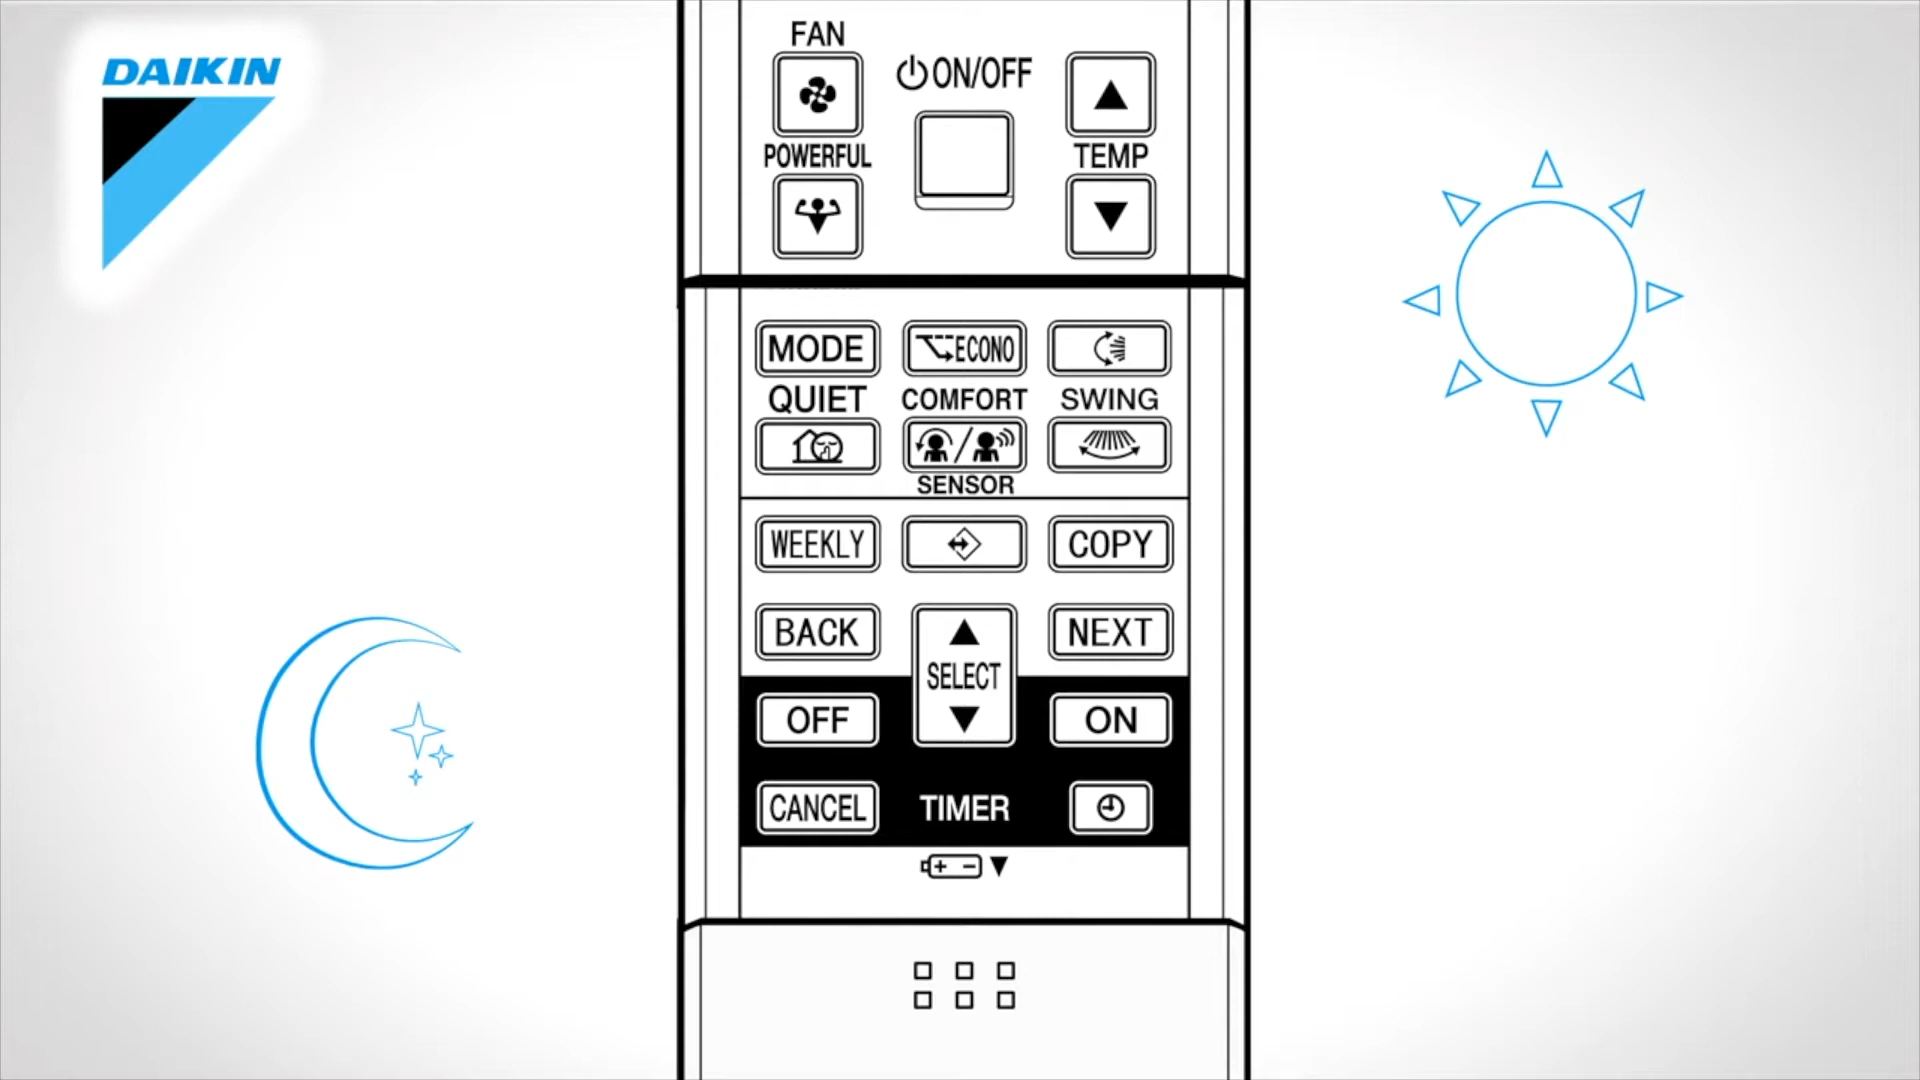 DAIKIN
FAN
ON/OFF
POWERFUL
TEMP
MODE
ECONO
QUIET
COMFORT
SWING
SENSOR
WEEKLY
COPY
BACK
SELECT
NEXT
OFF
ON
CANCEL
TIMER